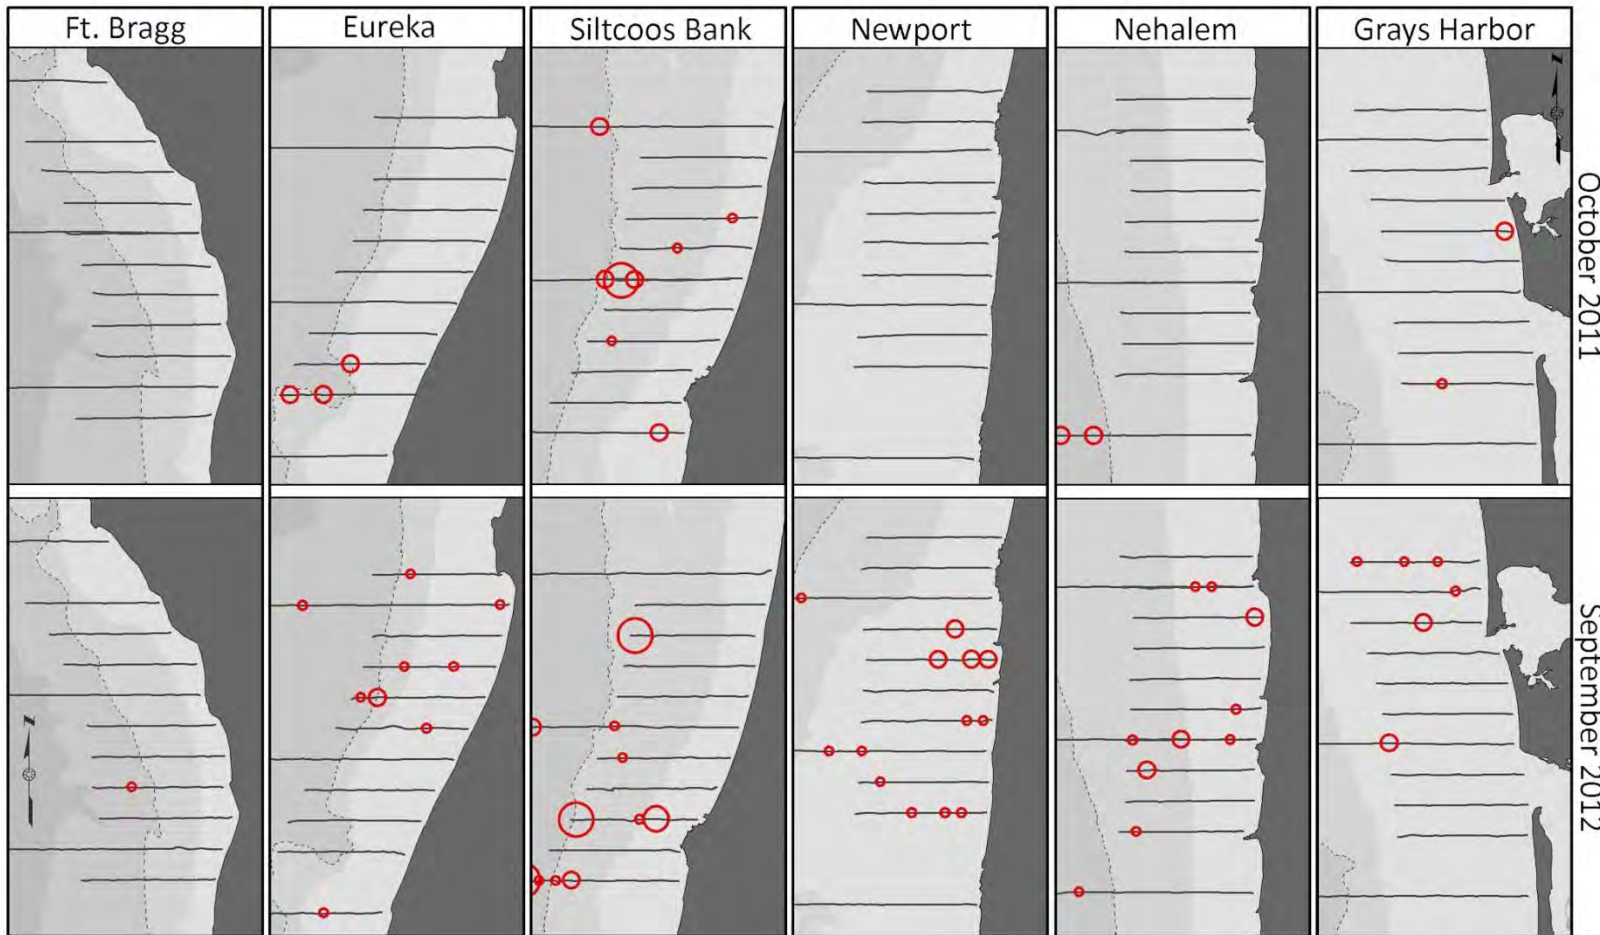 Ft. Bragg
Eureka
Siltcoos Bank
Newport
Nehalem
Grays Harbor
October 2011
September 2012
z
z